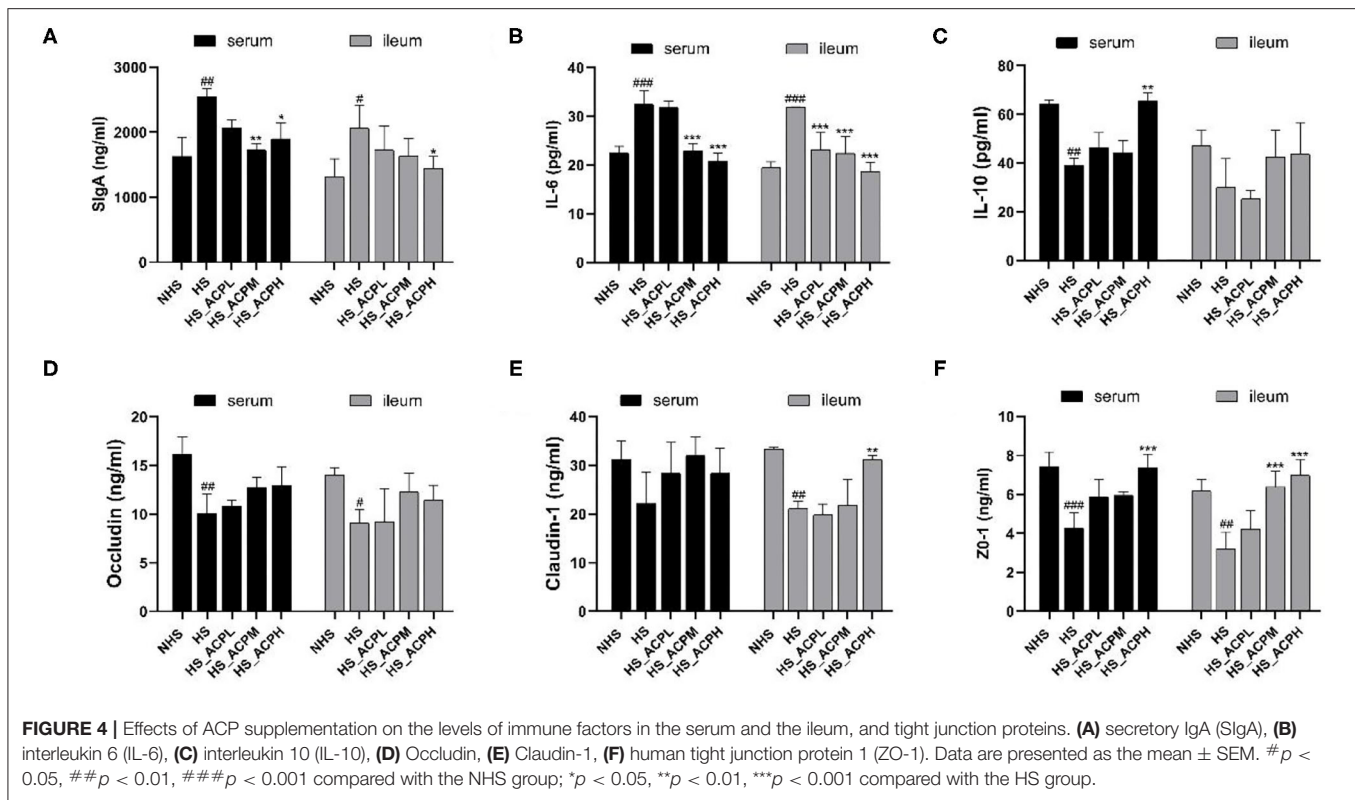 A
serum
ileum
SIgA (ng/ml)
3000
2000
1000
0
##
**
*
#
*
NHS
HS
HS_ACPL
HS_ACPM
HS_ACPH
NHS
HS
HS_ACPL
HS_ACPM
HS_ACPH
B
serum
ileum
IL-6 (pg/ml)
40
30
20
10
0
###
***
***
###
***
***
***
NHS
HS
HS_ACPL
HS_ACPM
HS_ACPH
NHS
HS
HS_ACPL
HS_ACPM
HS_ACPH
C
serum
ileum
IL-10 (pg/ml)
80
60
40
20
0
##
**
NHS
HS
HS_ACPL
HS_ACPM
HS_ACPH
NHS
HS
HS_ACPL
HS_ACPM
HS_ACPH
D
serum
ileum
Occludin (ng/ml)
20
15
10
5
0
##
#
NHS
HS
HS_ACPL
HS_ACPM
HS_ACPH
NHS
HS
HS_ACPL
HS_ACPM
HS_ACPH
E
serum
ileum
Claudin-1 (ng/ml)
40
30
20
10
0
##
**
NHS
HS
HS_ACPL
HS_ACPM
HS_ACPH
NHS
HS
HS_ACPL
HS_ACPM
HS_ACPH
F
serum
ileum
Z0-1 (ng/ml)
10
8
6
4
2
0
###
***
##
***
***
NHS
HS
HS_ACPL
HS_ACPM
HS_ACPH
NHS
HS
HS_ACPL
HS_ACPM
HS_ACPH
FIGURE 4 | Effects of ACP supplementation on the levels of immune factors in the serum and the ileum, and tight junction proteins. (A) secretory IgA (SIgA), (B)
interleukin 6 (IL-6), (C) interleukin 10 (IL-10), (D) Occludin, (E) Claudin-1, (F) human tight junction protein 1 (ZO-1). Data are presented as the mean ± SEM. #p <
0.05, ##p < 0.01, ###p < 0.001 compared with the NHS group; *p < 0.05, **p < 0.01, ***p < 0.001 compared with the HS group.